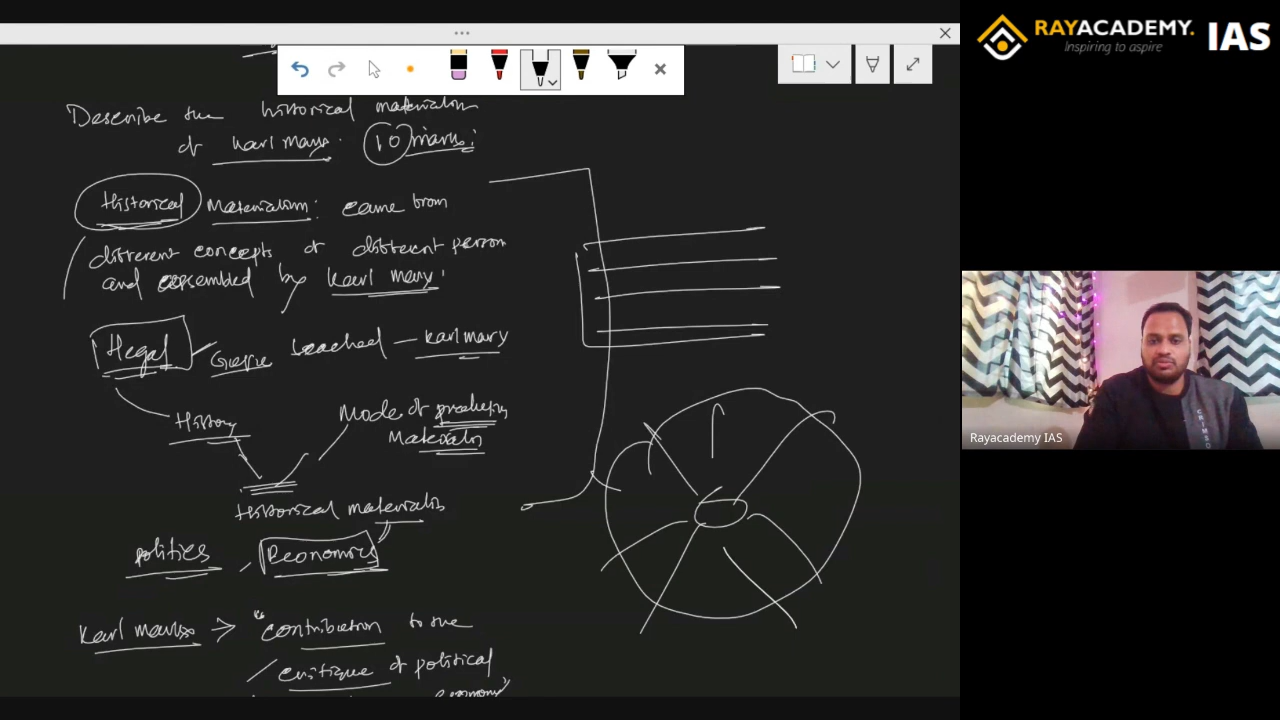 Describe the historical materialism
of Karl Marx. 10 marks:
Historical Materialism: came from
different concepts of different person
and assembled by Karl Marx.
Hegel teached — Karl Marx
History
Mode of production
Materialism
Historical materialism
politics, Economics
Karl Marx → "contribution to the
critique of political
economy"
RAYACADEMY. IAS
Inspiring to aspire
Rayacademy IAS